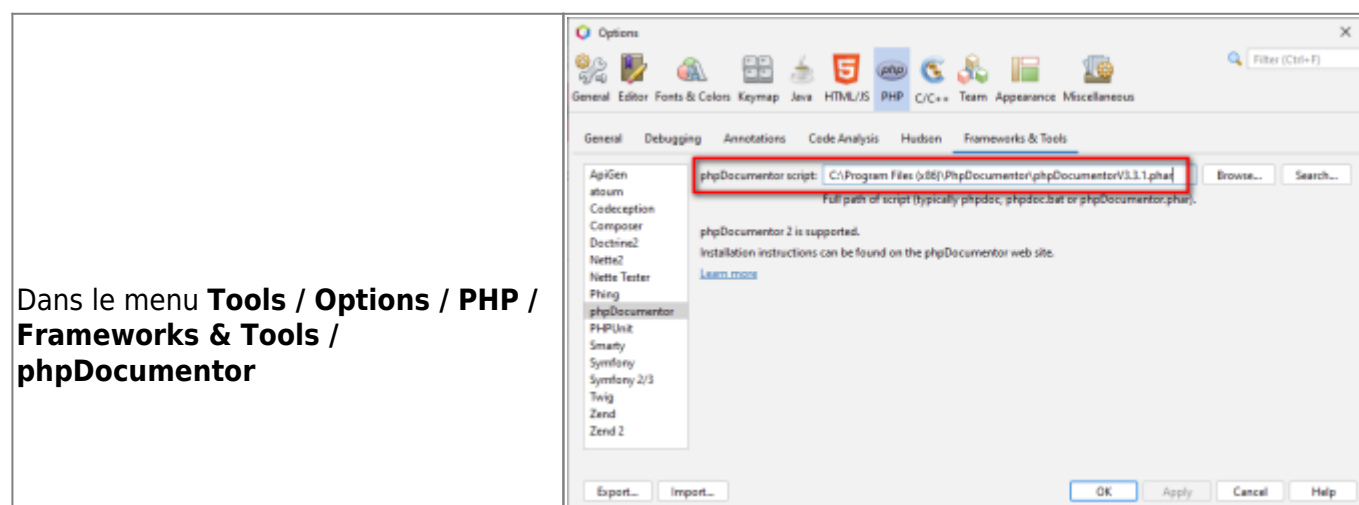 Dans le menu Tools / Options / PHP /
Frameworks & Tools /
phpDocumentor
Options
Filter (Ctrl+F)
General Editor Fonts & Colors Keymap Java HTML/JS PHP C/C++ Team Appearance Miscellaneous
General Debugging Annotations Code Analysis Hudson Frameworks & Tools
ApiGen
atoum
Codeception
Composer
Doctrine2
Nette2
Nette Tester
Phing
phpDocumentor
PHPUnit
Smarty
Symfony
Symfony 2/3
Twig
Zend
Zend 2
phpDocumentor script: C:\Program Files (x86)\PhpDocumentor\phpDocumentorV3.3.1.phar Browse... Search...
Full path of script (typically phpdoc, phpdoc.bat or phpDocumentor.phar).
phpDocumentor 2 is supported.
Installation instructions can be found on the phpDocumentor web site.
Learn more
Export... Import... OK Apply Cancel Help